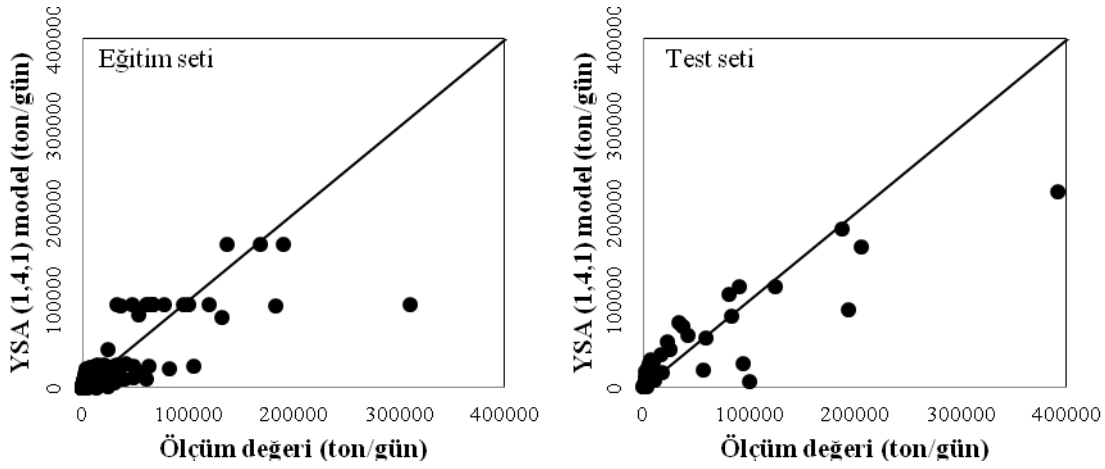 Eğitim seti
YSA (1,4,1) model (ton/gün)
400000
300000
200000
100000
0
0 100000 200000 300000 400000
Ölçüm değeri (ton/gün)
Test seti
YSA (1,4,1) model (ton/gün)
400000
300000
200000
100000
0
0 100000 200000 300000 400000
Ölçüm değeri (ton/gün)